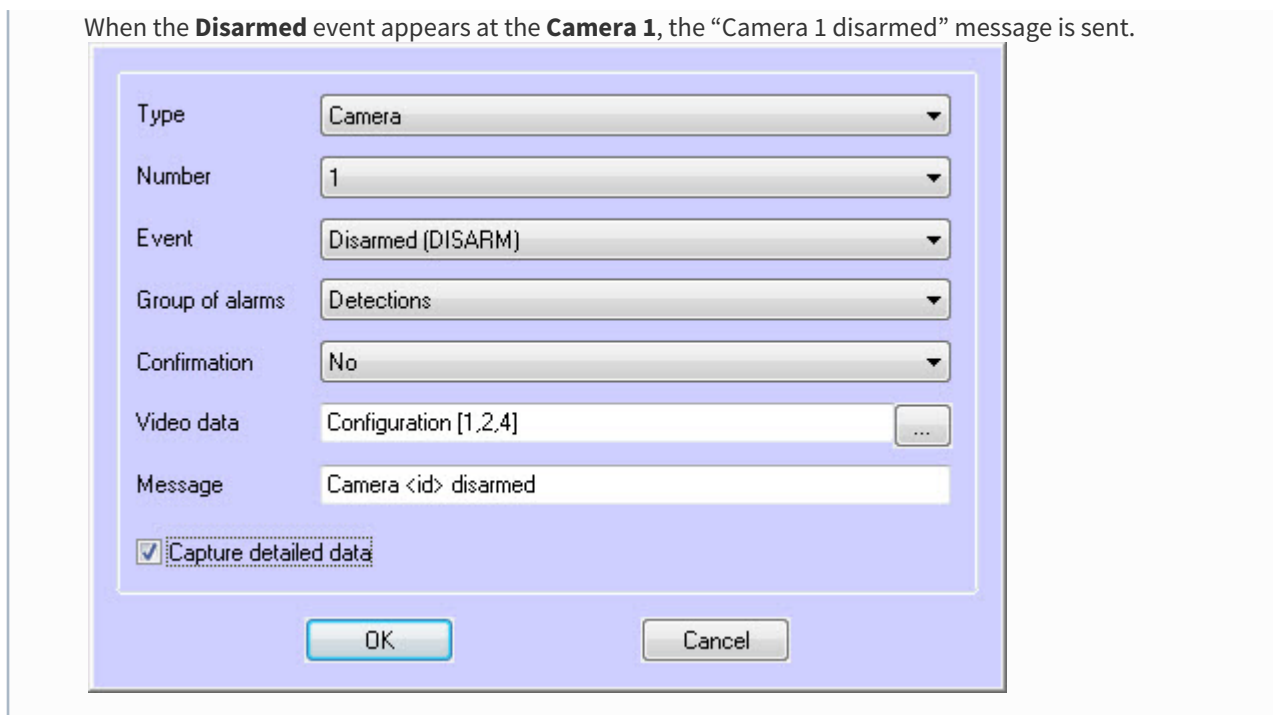 When the Disarmed event appears at the Camera 1, the “Camera 1 disarmed” message is sent.
Type Camera
Number 1
Event Disarmed (DISARM)
Group of alarms Detections
Confirmation No
Video data Configuration [1,2,4] ...
Message Camera <id> disarmed
Capture detailed data
OK Cancel